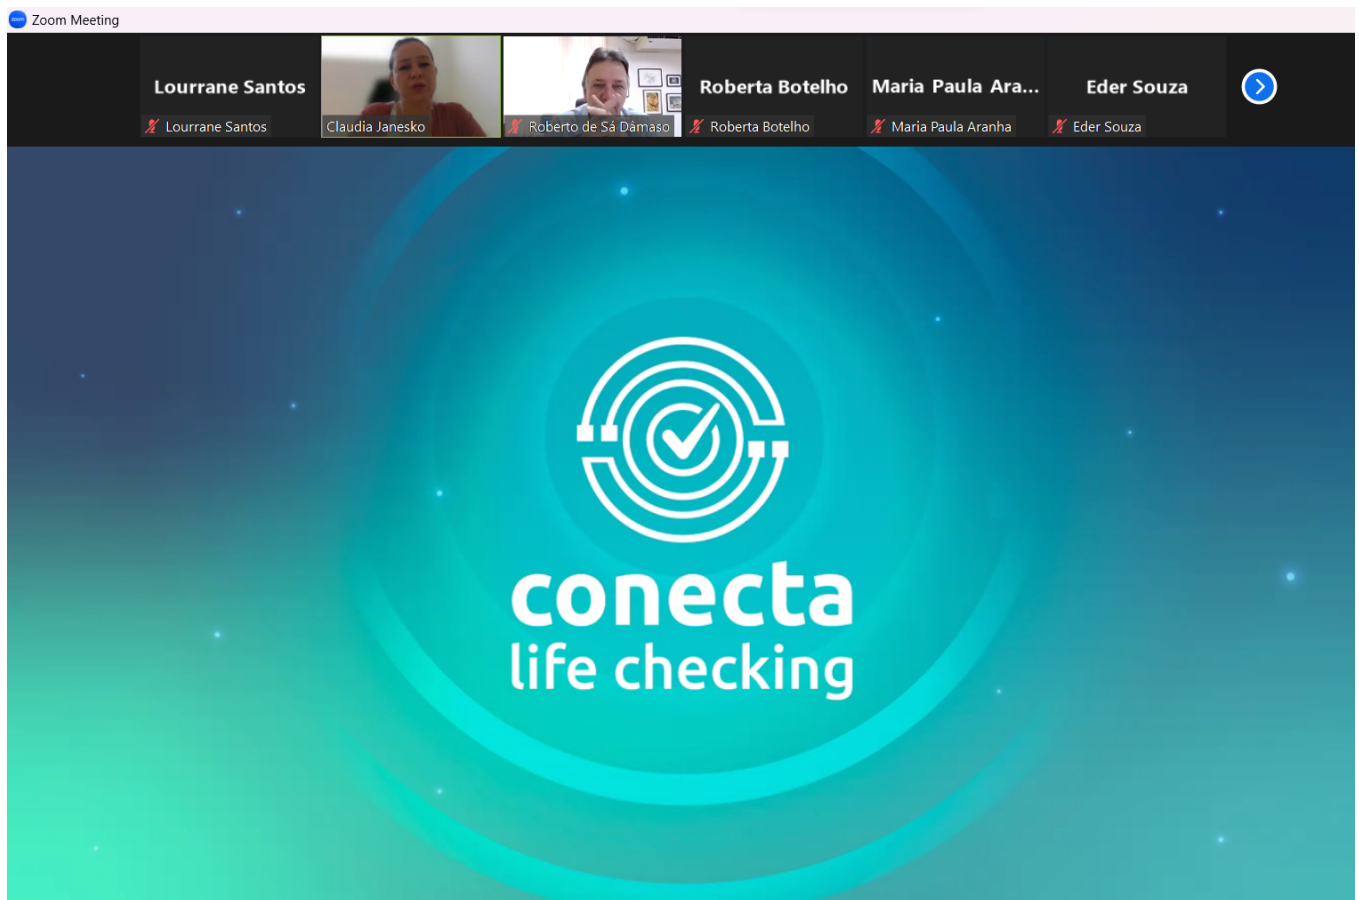 Zoom Meeting
Lourrane Santos
Roberta Botelho
Maria Paula Ara...
Eder Souza
Lourrane Santos
Claudia Janesko
Roberto de Sá Dâmaso
Roberta Botelho
Maria Paula Aranha
Eder Souza
conecta
life checking